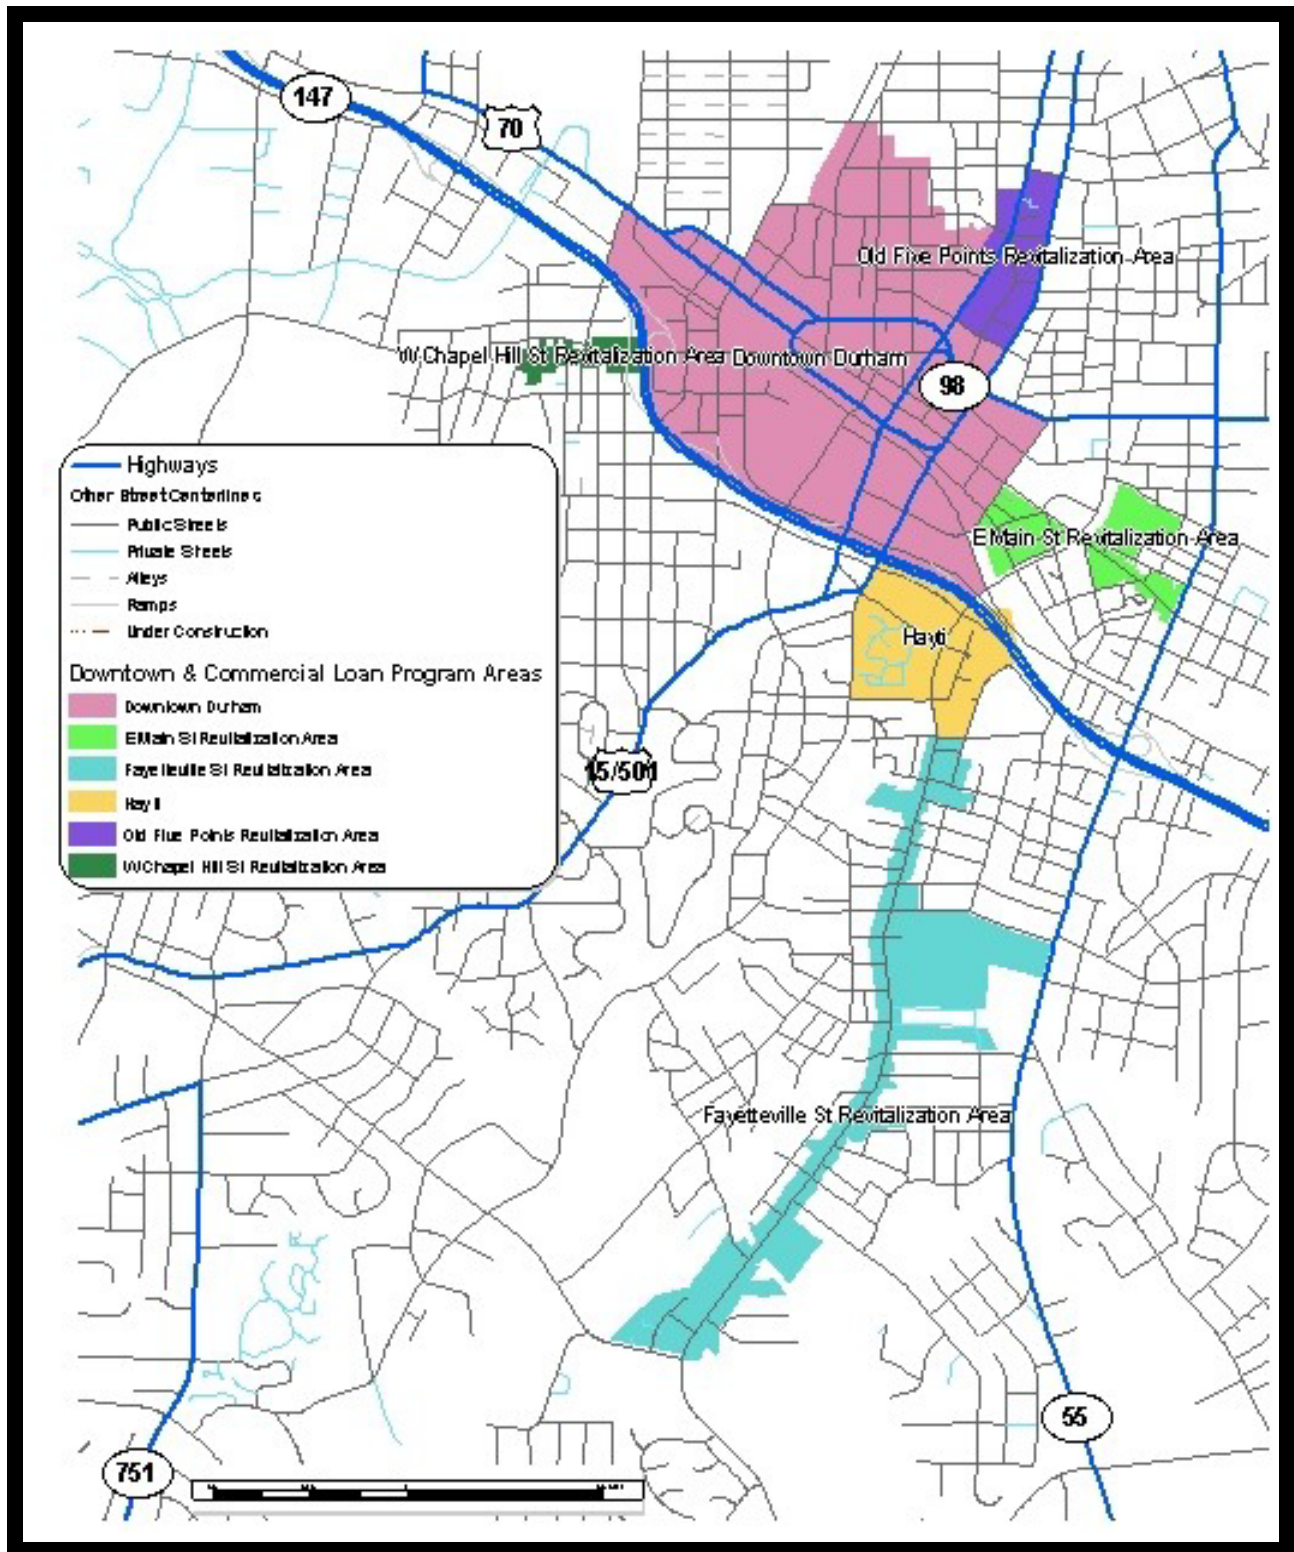 147
70
Old Five Points Revitalization Area
W Chapel Hill St Revitalization Area
Downtown Durham
98
Highways
Other Street Centerlines
Public Streets
Private Streets
Alleys
Ramps
Under Construction
E Main St Revitalization Area
Hayti
Downtown & Commercial Loan Program Areas
Downtown Durham
E Main St Revitalization Area
Fayetteville St Revitalization Area
Hayti
Old Five Points Revitalization Area
W Chapel Hill St Revitalization Area
15/501
Fayetteville St Revitalization Area
55
751